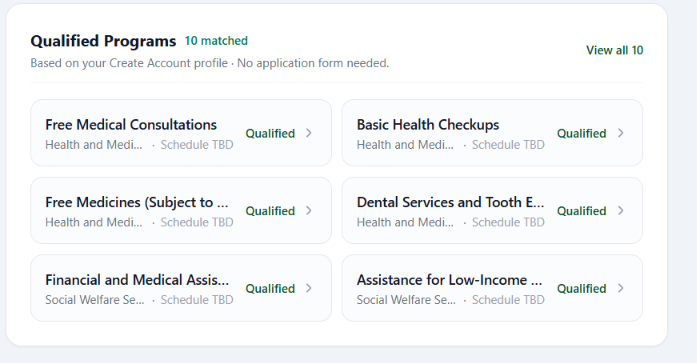 Qualified Programs 10 matched
View all 10
Based on your Create Account profile · No application form needed.
Free Medical Consultations
Health and Medi... · Schedule TBD
Qualified
Basic Health Checkups
Health and Medi... · Schedule TBD
Qualified
Free Medicines (Subject to ...
Health and Medi... · Schedule TBD
Qualified
Dental Services and Tooth E...
Health and Medi... · Schedule TBD
Qualified
Financial and Medical Assis...
Social Welfare Se... · Schedule TBD
Qualified
Assistance for Low-Income ...
Social Welfare Se... · Schedule TBD
Qualified